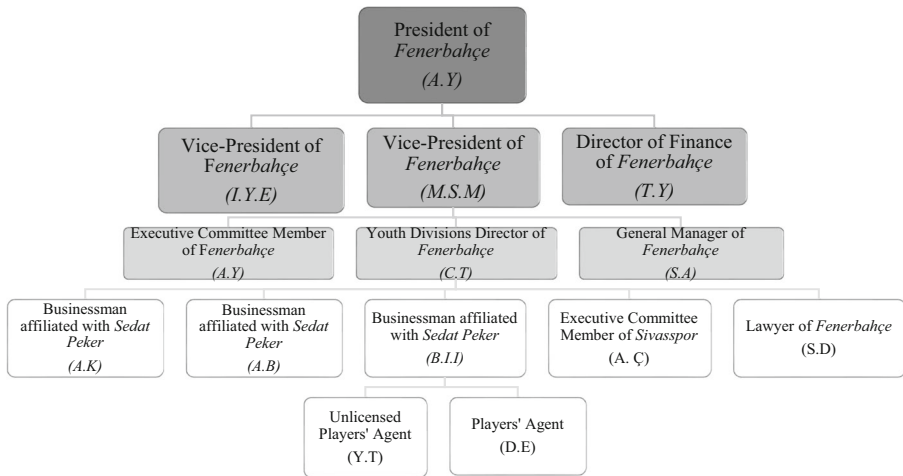 President of
Fenerbahçe
(A.Y)
Vice-President of
Fenerbahçe
(I.Y.E)
Vice-President of
Fenerbahçe
(M.S.M)
Director of Finance
of Fenerbahçe
(T.Y)
Executive Committee Member
of Fenerbahçe
(A.Y)
Youth Divisions Director of
Fenerbahçe
(C.T)
General Manager of
Fenerbahçe
(S.A)
Businessman
affiliated with Sedat
Peker
(A.K)
Businessman
affiliated with Sedat
Peker
(A.B)
Businessman affiliated
with Sedat Peker
(B.I.I)
Executive Committee
Member of Sivasspor
(A. Ç)
Lawyer of Fenerbahçe
(S.D)
Unlicensed
Players' Agent
(Y.T)
Players' Agent
(D.E)